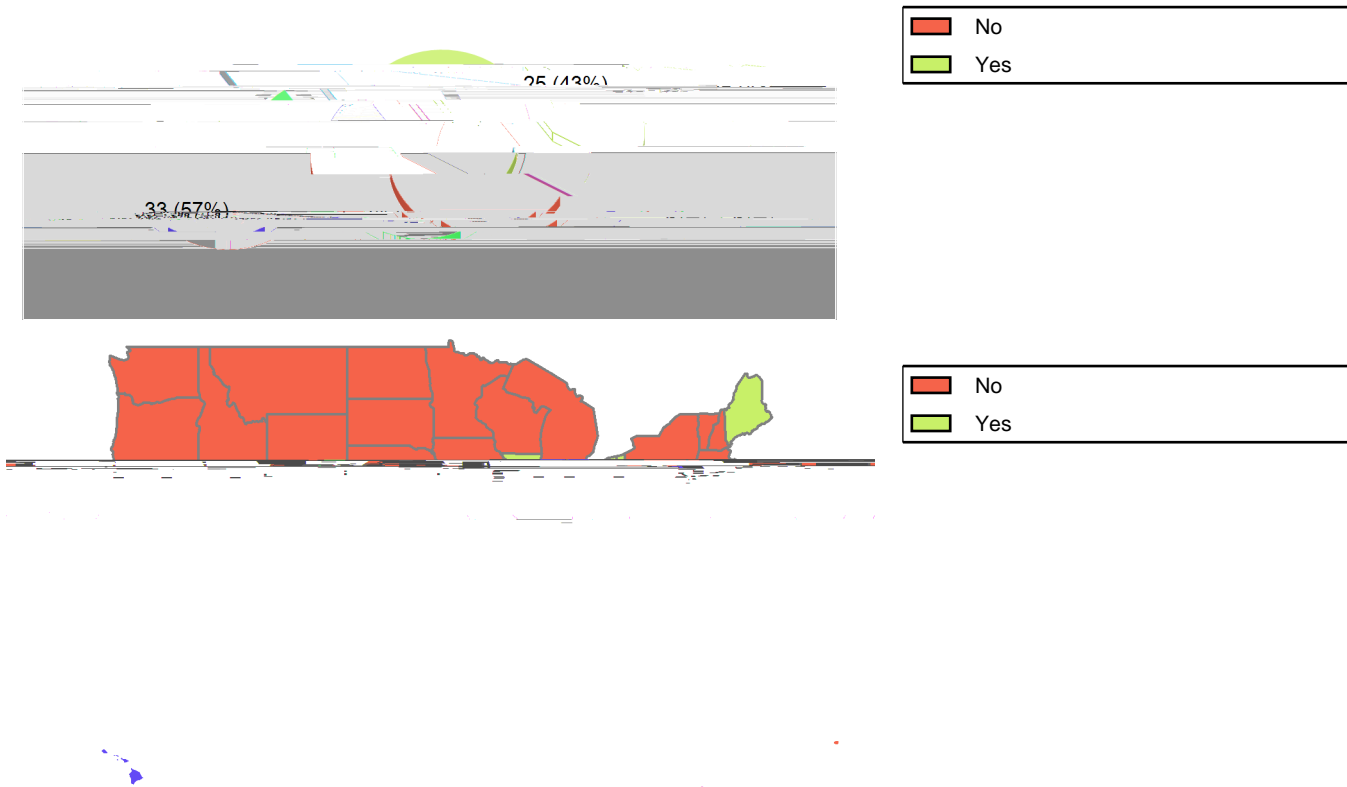 No
Yes
25 (43%)
33 (57%)
No
Yes